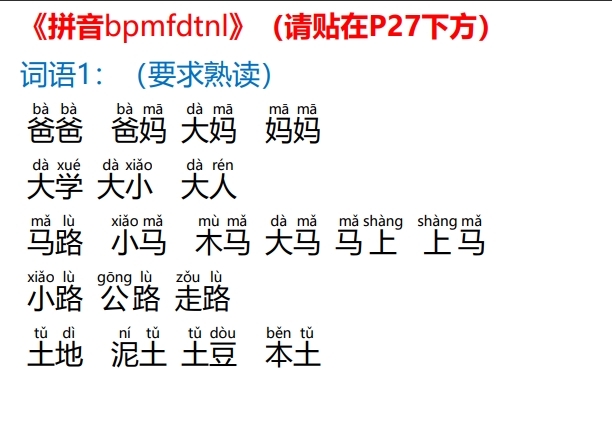 《拼音bpmfdtnl》（请贴在P27下方）
词语1：（要求熟读）
bà bà bà mā dà mā mā mā
爸爸 爸妈 大妈 妈妈
dà xué dà xiǎo dà rén
大学 大小 大人
mǎ lù xiǎo mǎ mù mǎ dà mǎ mǎ shàng shàng mǎ
马路 小马 木马 大马 马上 上马
xiǎo lù gōng lù zǒu lù
小路 公路 走路
tǔ dì ní tǔ tǔ dòu běn tǔ
土地 泥土 土豆 本土